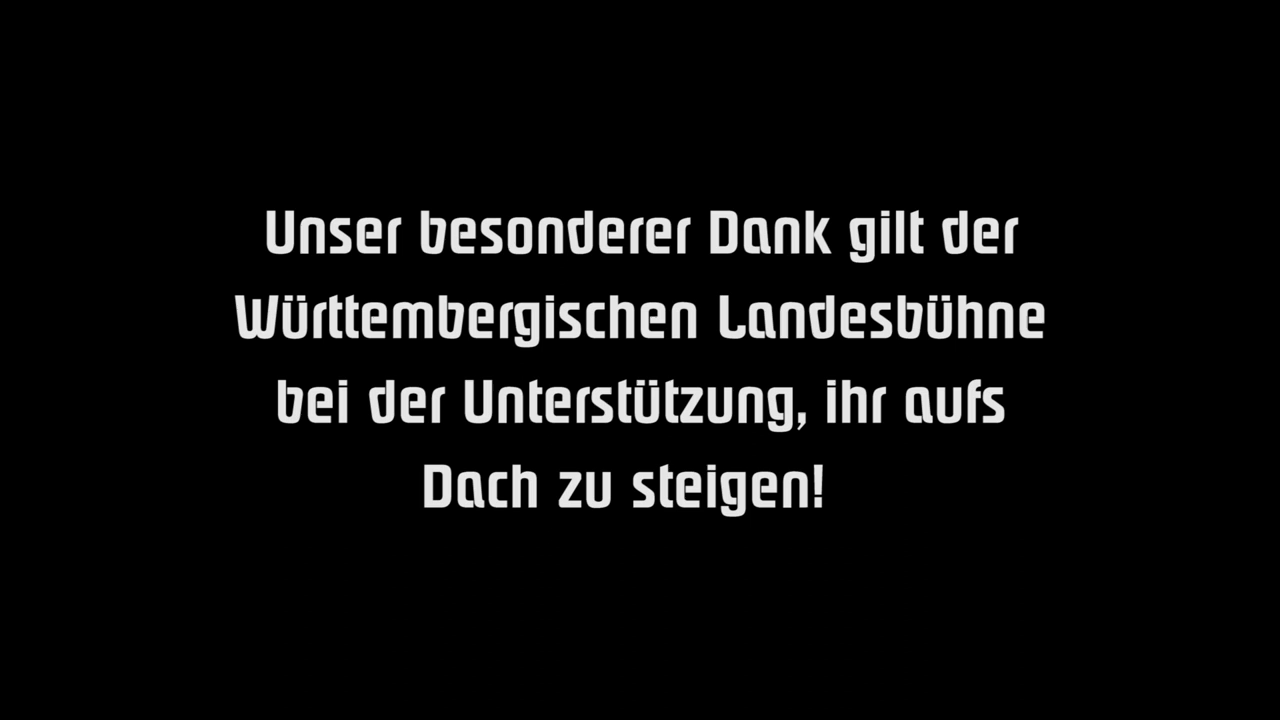 Unser besonderer Dank gilt der
Württembergischen Landesbühne
bei der Unterstützung, ihr aufs
Dach zu steigen!